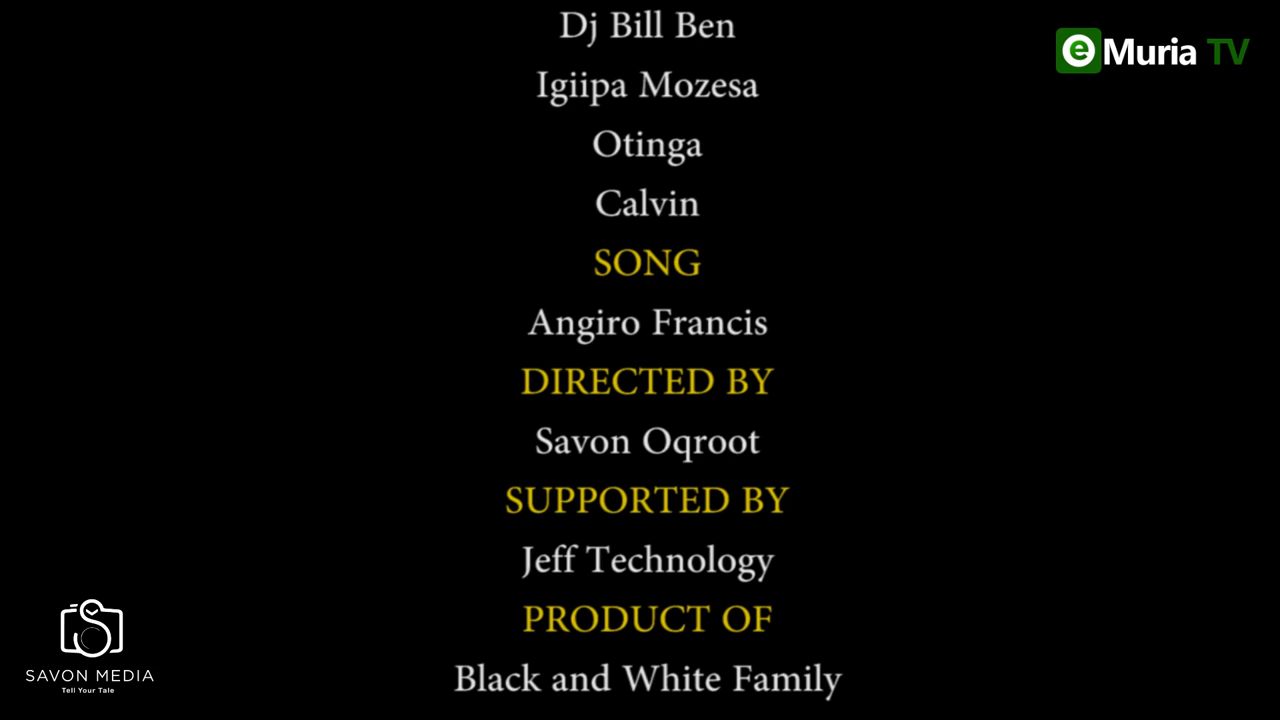 Dj Bill Ben
e Muria TV
Igiipa Mozesa
Otinga
Calvin
SONG
Angiro Francis
DIRECTED BY
Savon Oqroot
SUPPORTED BY
Jeff Technology
PRODUCT OF
Black and White Family
SAVON MEDIA
Tell Your Tale